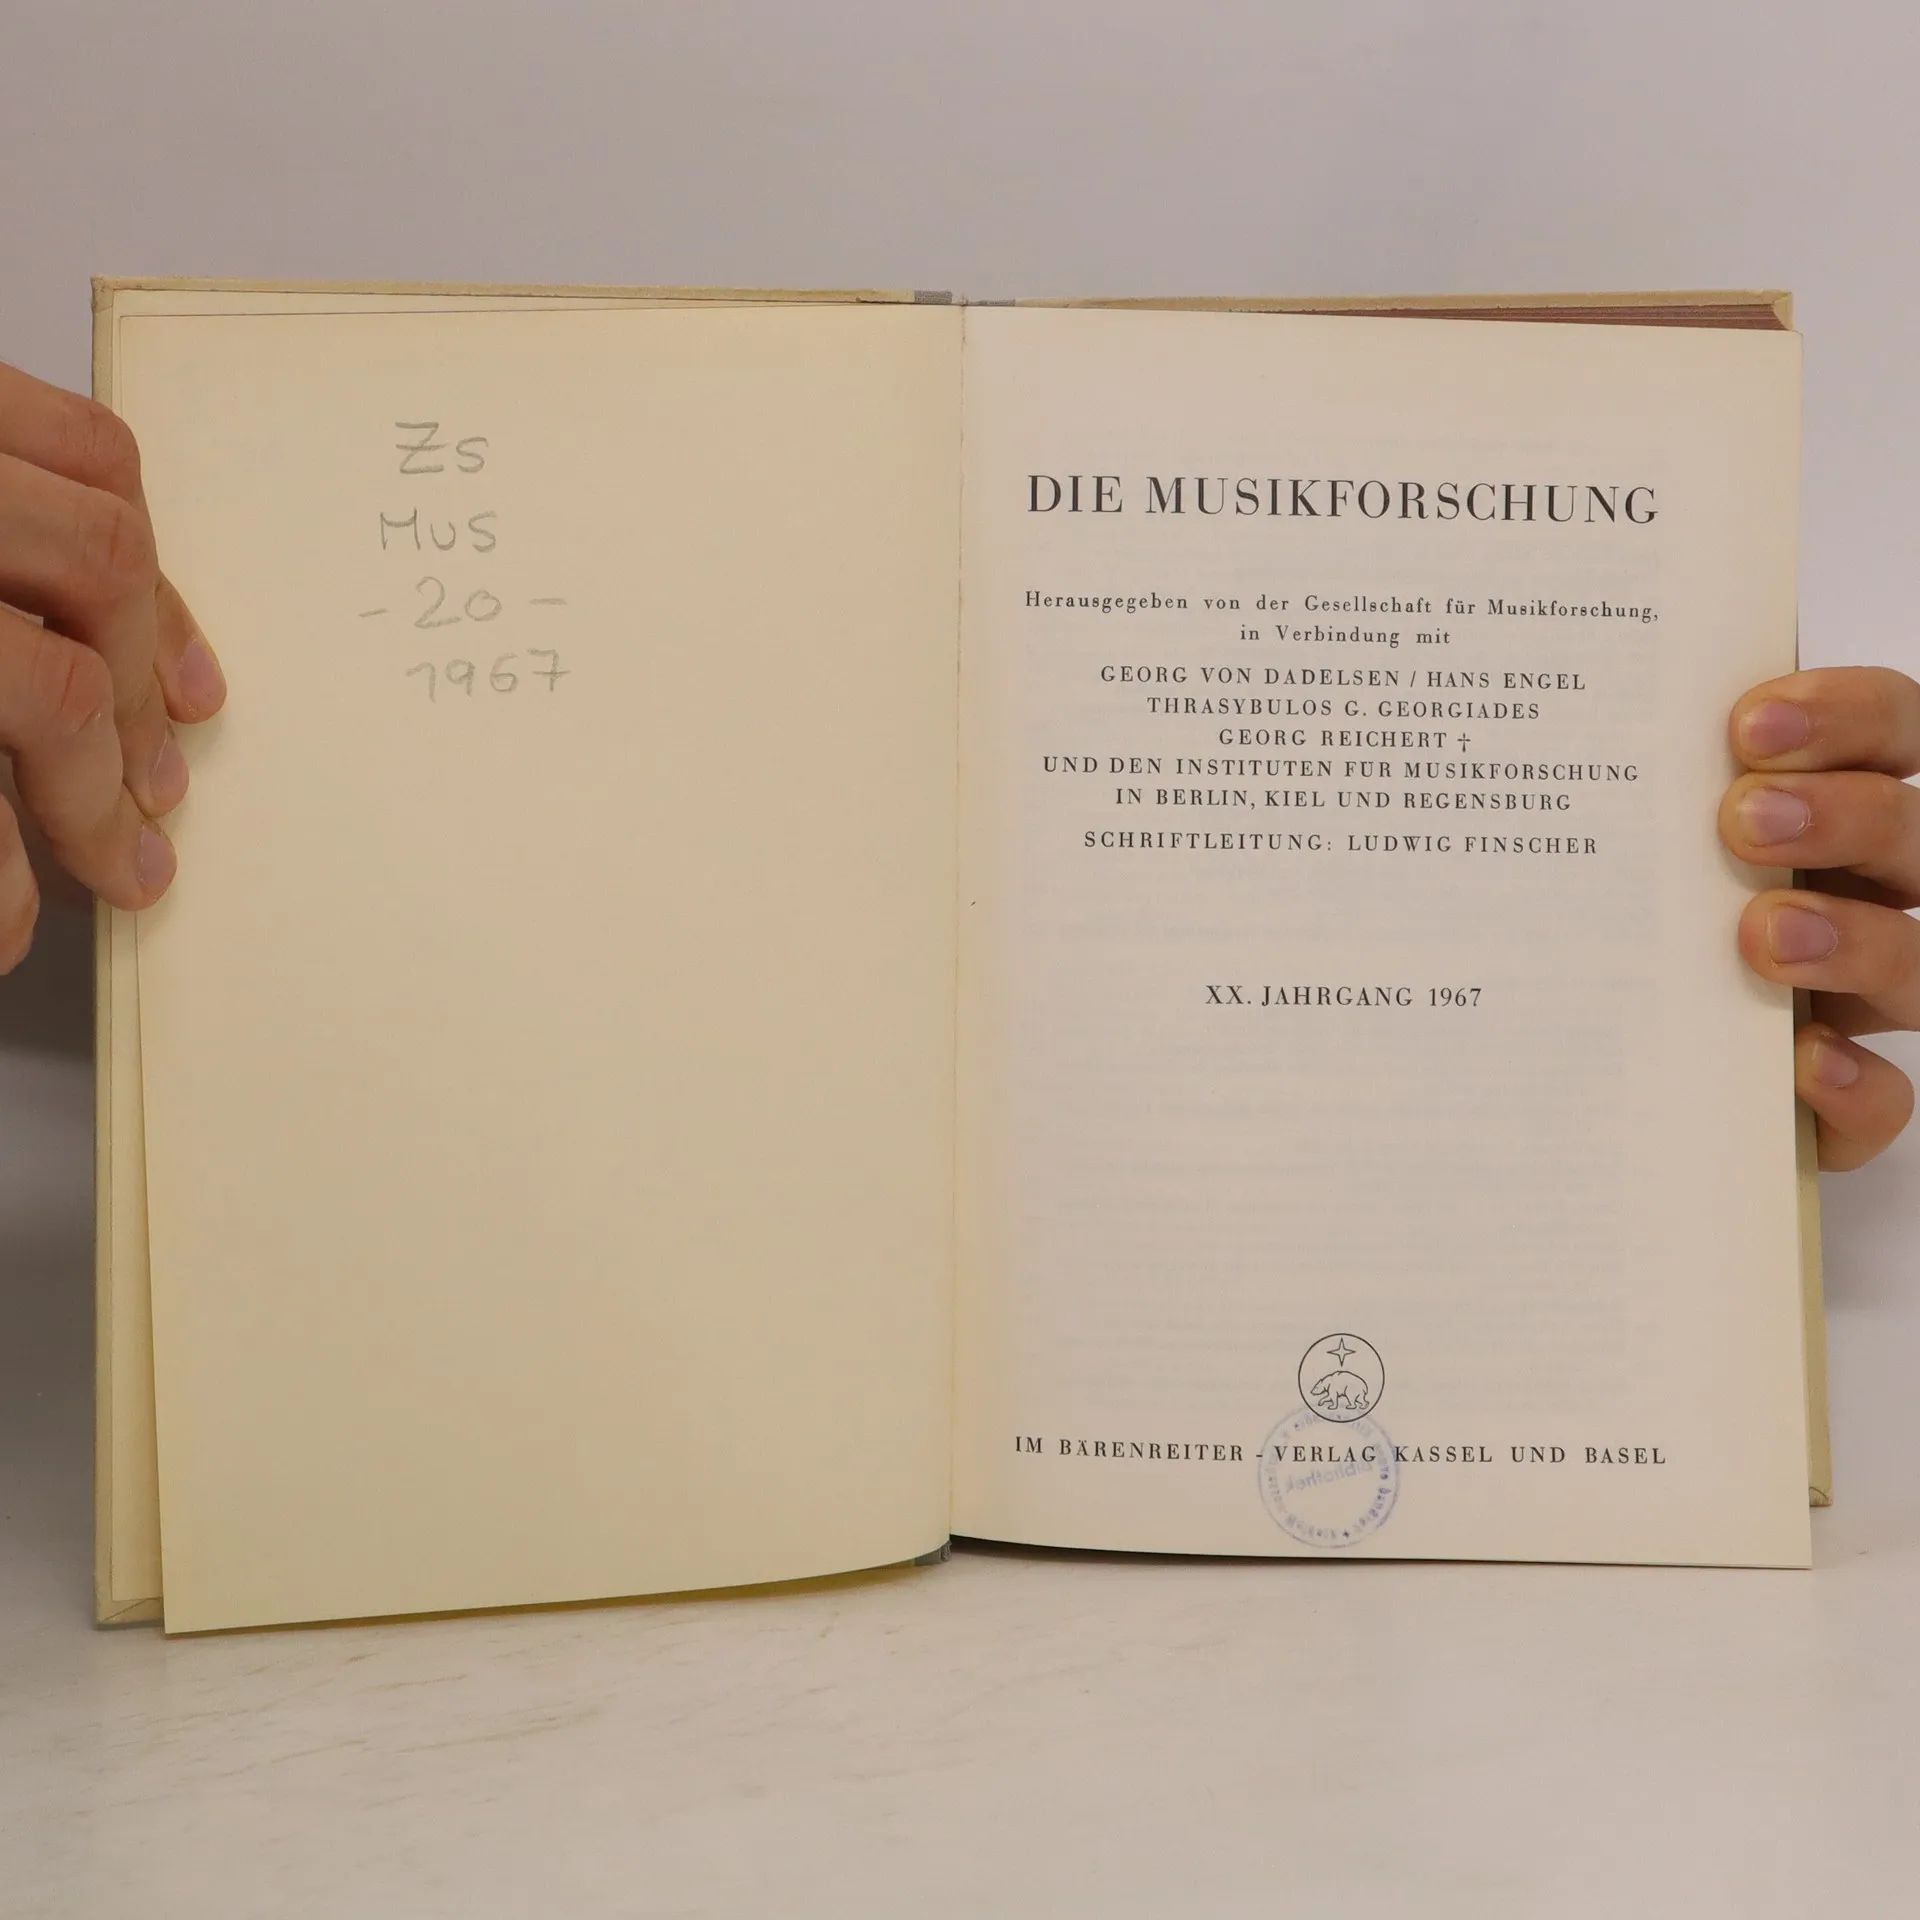 Zs
Mus
- 20 -
1967
DIE MUSIKFORSCHUNG
Herausgegeben von der Gesellschaft für Musikforschung,
in Verbindung mit
GEORG VON DADELSEN / HANS ENGEL
THRASYBULOS G. GEORGIADES
GEORG REICHERT †
UND DEN INSTITUTEN FÜR MUSIKFORSCHUNG
IN BERLIN, KIEL UND REGENSBURG
SCHRIFTLEITUNG: LUDWIG FINSCHER
XX. JAHRGANG 1967
IM BÄRENREITER - VERLAG KASSEL UND BASEL
Bibliothek